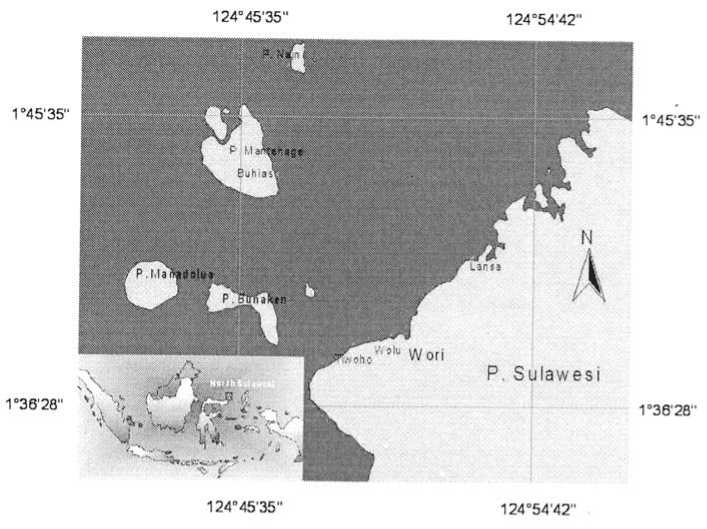 124°45'35"
124°54'42"
P. Nain
1°45'35"
1°45'35"
P. Mantehage
Buhias
N
Lansa
P. Manadotua
P. Bunaken
Tiwoho
Wolu
Wori
North Sulawesi
P. Sulawesi
1°36'28"
1°36'28"
124°45'35"
124°54'42"